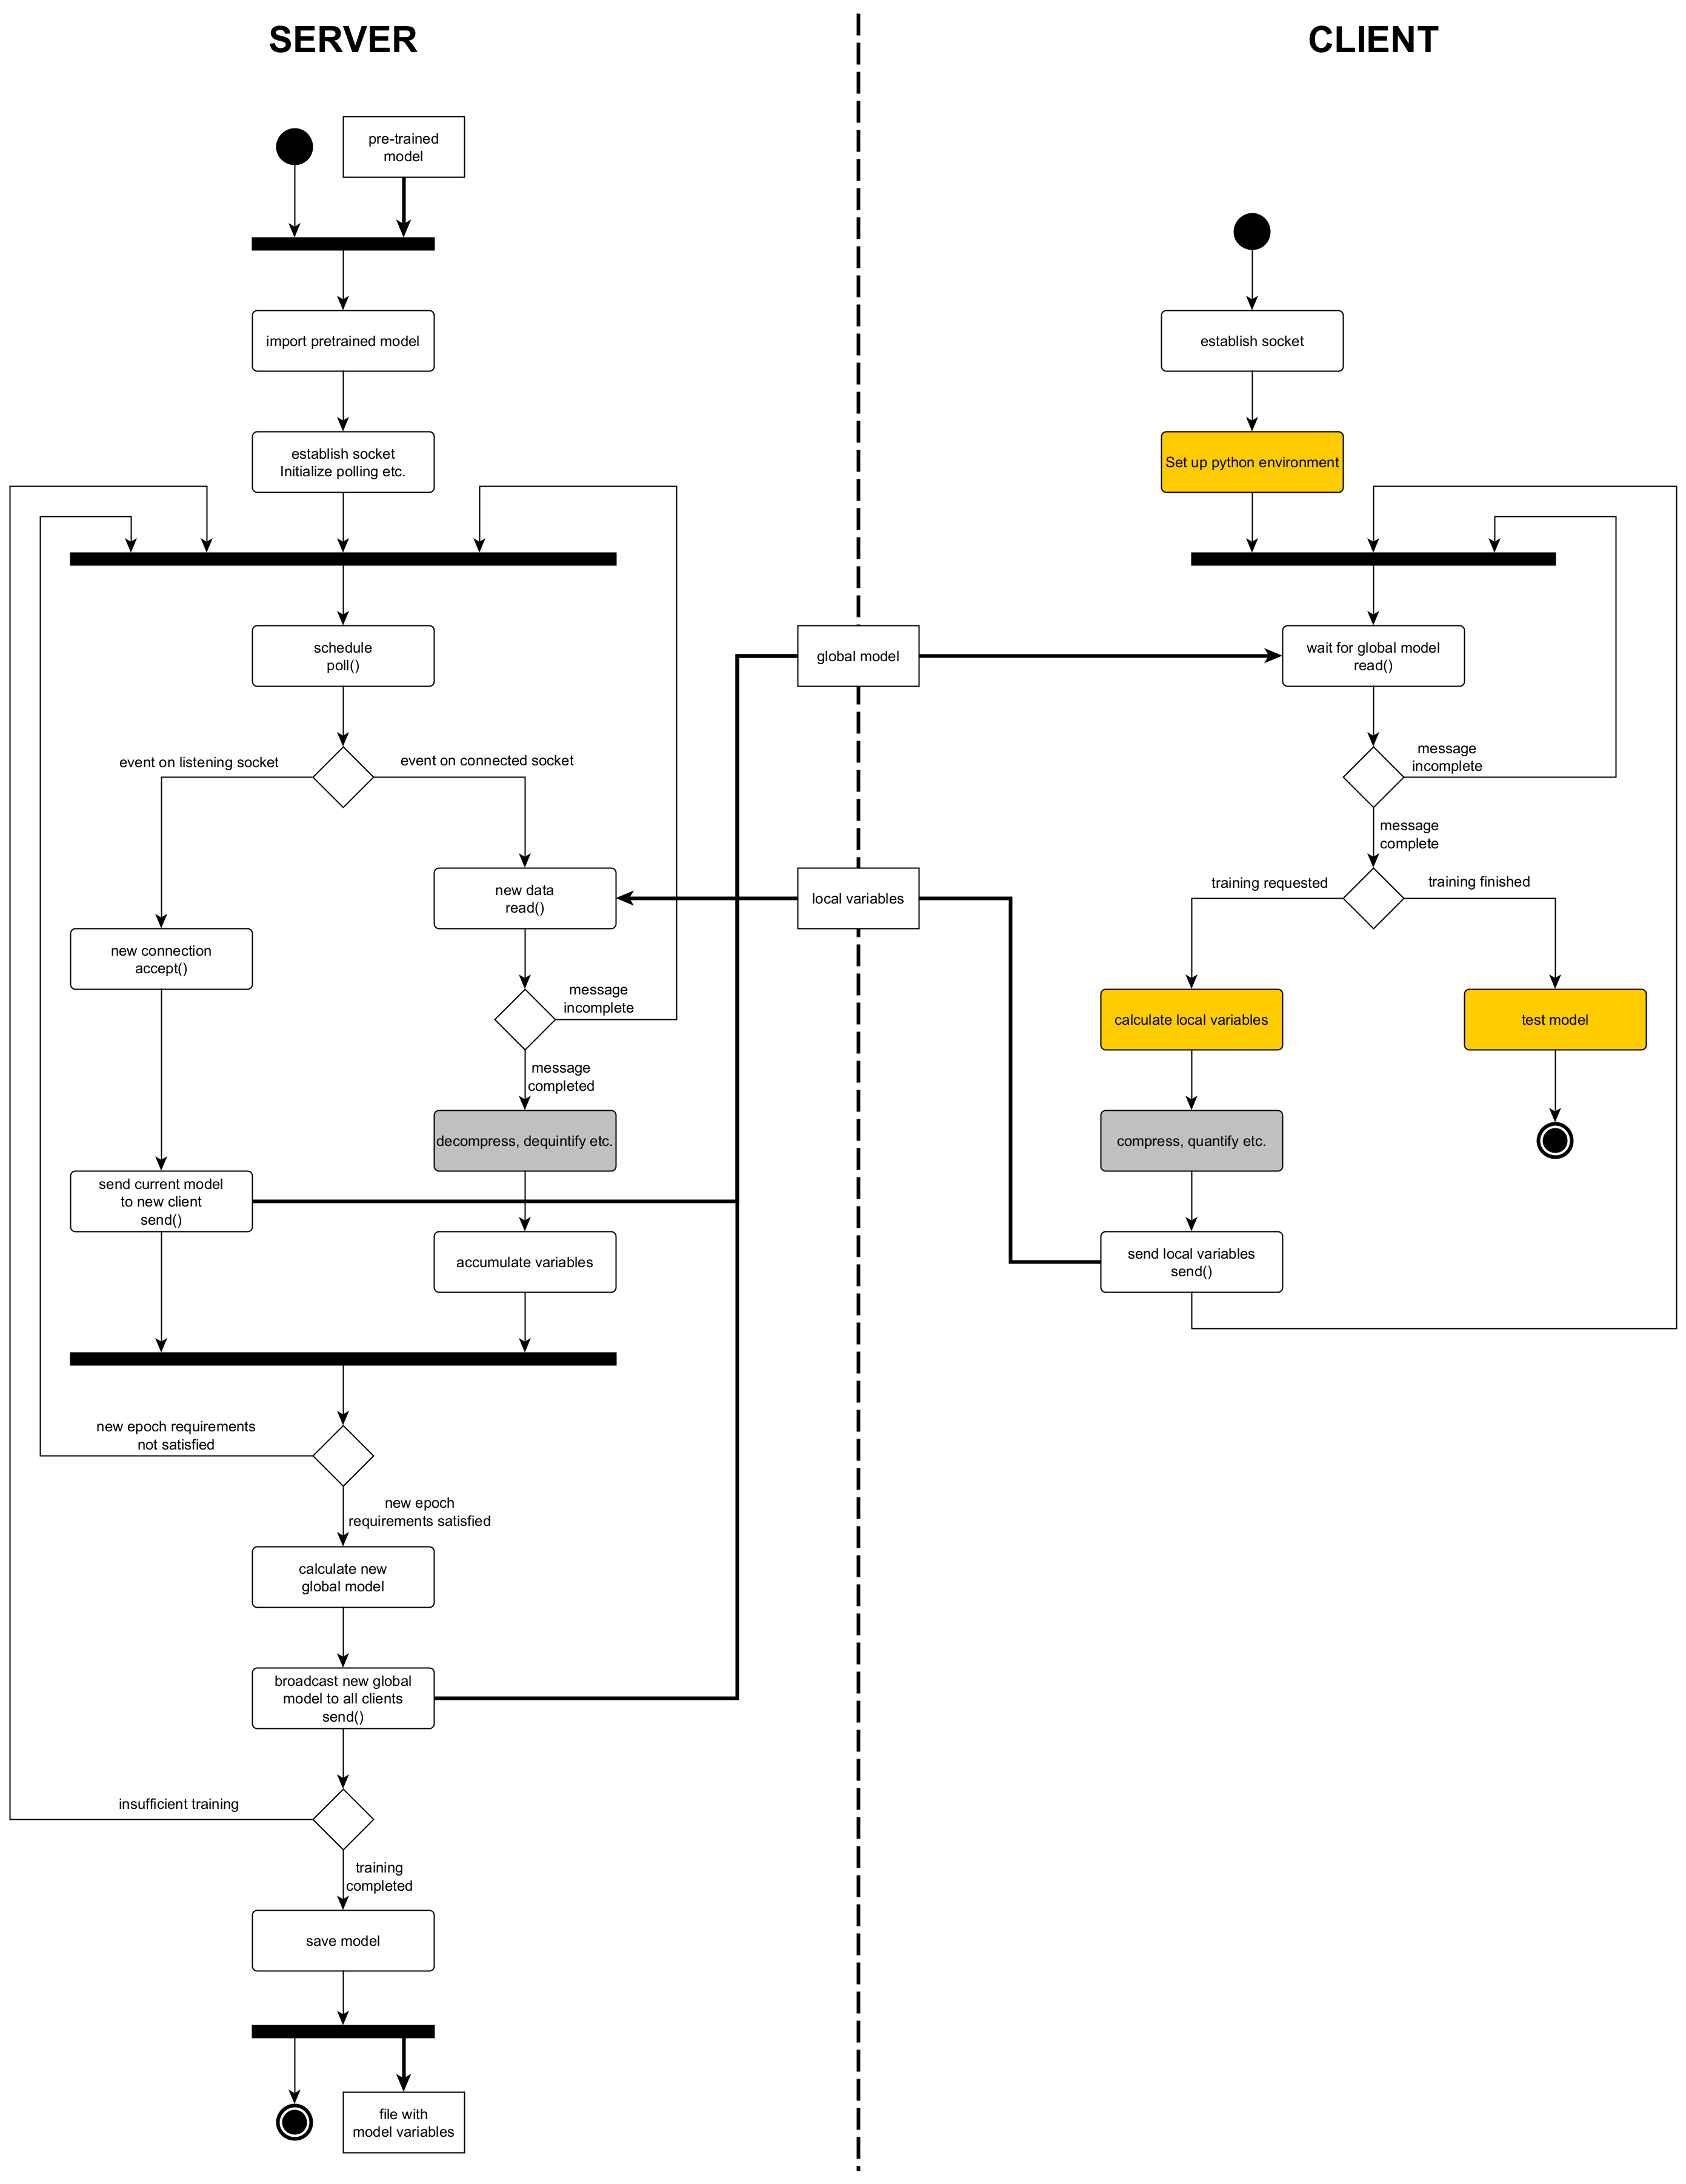 SERVER
pre-trained
model
import pretrained model
establish socket
Initialize polling etc.
schedule
poll()
event on listening socket
event on connected socket
new data
read()
new connection
accept()
message
incomplete
message
completed
decompress, dequintify etc.
send current model
to new client
send()
accumulate variables
new epoch requirements
not satisfied
new epoch
requirements satisfied
calculate new
global model
broadcast new global
model to all clients
send()
insufficient training
training
completed
save model
file with
model variables
global model
local variables
CLIENT
establish socket
Set up python environment
wait for global model
read()
message
incomplete
message
complete
training requested
training finished
calculate local variables
test model
compress, quantify etc.
send local variables
send()